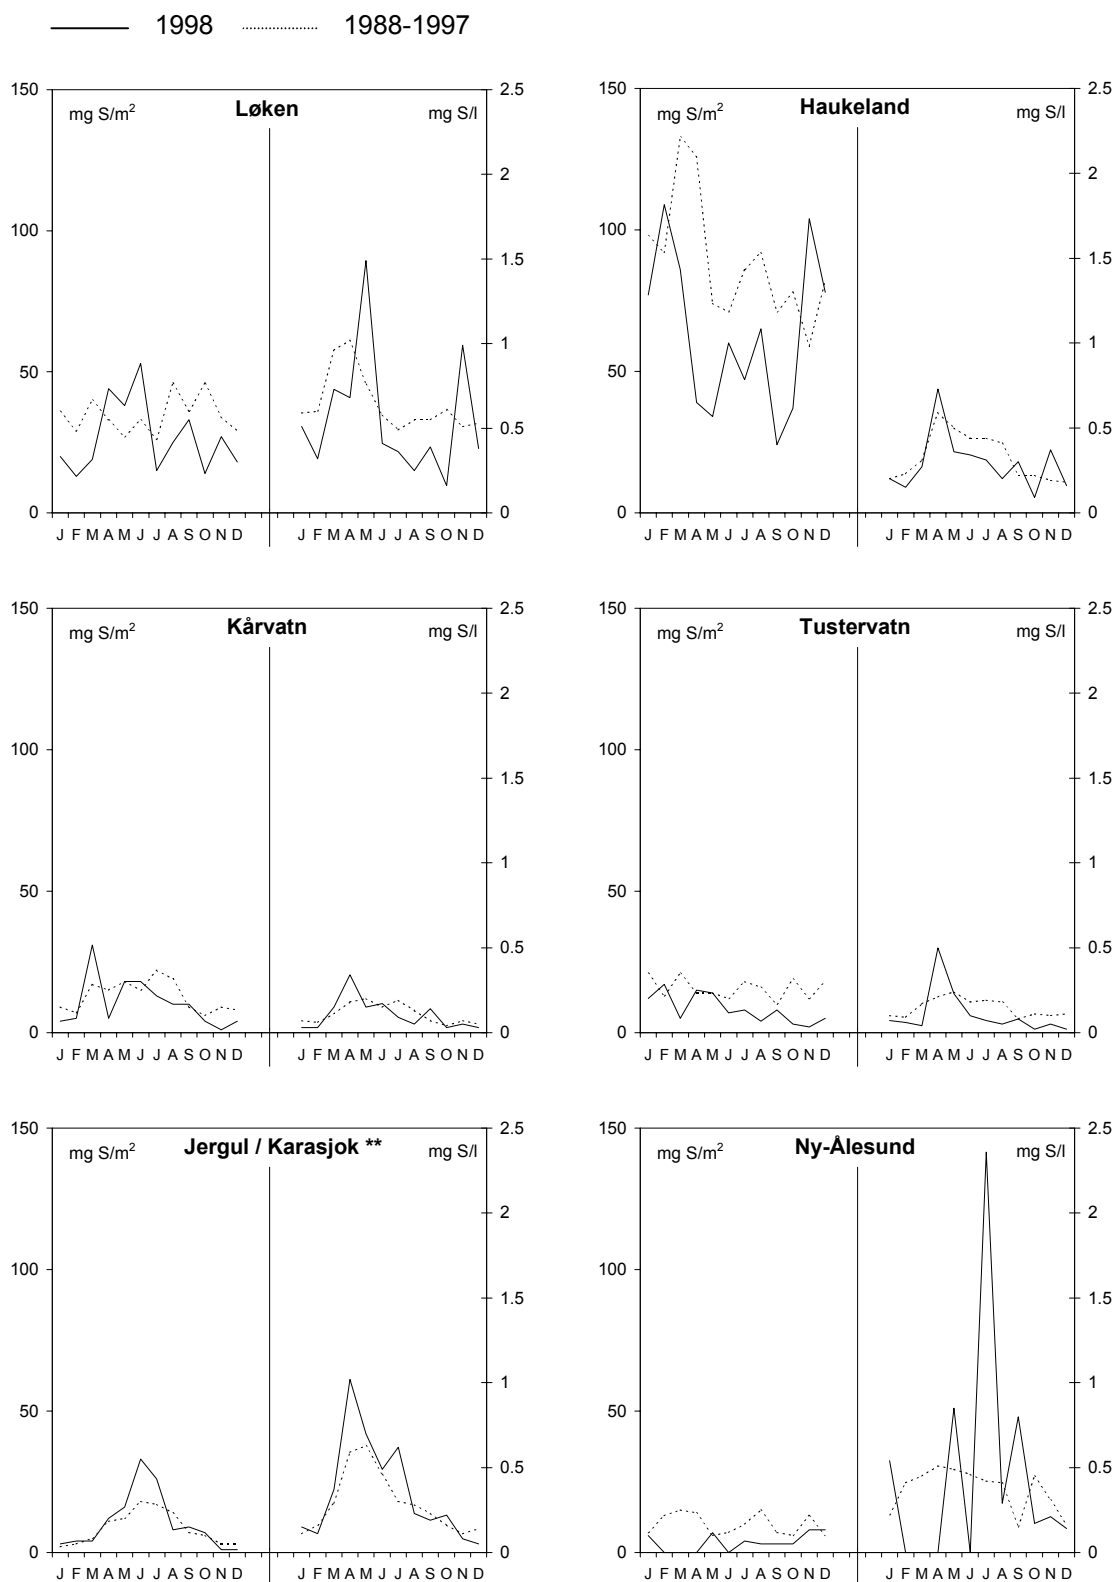 1998 1988-1997
Løken Haukeland
mg S/m² mg S/l mg S/m² mg S/l
150 2.5 150 2.5
2 2
100 100
1.5 1.5
1 1
50 50
0.5 0.5
0 0 0 0
J F M A M J J A S O N D J F M A M J J A S O N D J F M A M J J A S O N D J F M A M J J A S O N D
Kårvatn Tustervatn
mg S/m² mg S/l mg S/m² mg S/l
150 2.5 150 2.5
2 2
100 100
1.5 1.5
1 1
50 50
0.5 0.5
0 0 0 0
J F M A M J J A S O N D J F M A M J J A S O N D J F M A M J J A S O N D J F M A M J J A S O N D
Jergul / Karasjok ** Ny-Ålesund
mg S/m² mg S/l mg S/m² mg S/l
150 2.5 150 2.5
2 2
100 100
1.5 1.5
1 1
50 50
0.5 0.5
0 0 0 0
J F M A M J J A S O N D J F M A M J J A S O N D J F M A M J J A S O N D J F M A M J J A S O N D